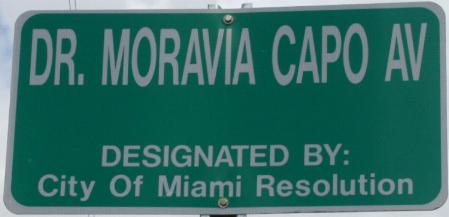 DR. MORAVIA CAPO AV
DESIGNATED BY:
City Of Miami Resolution